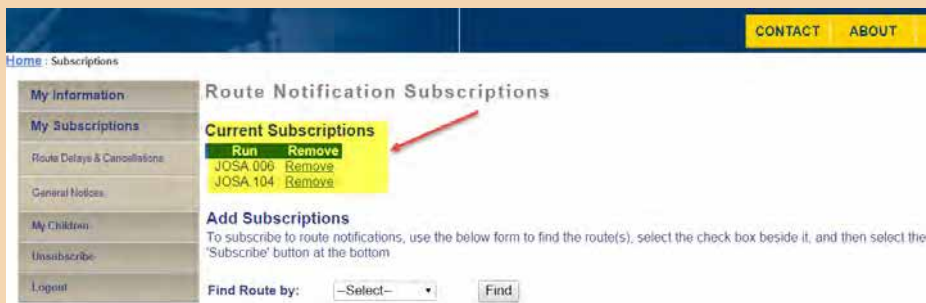 CONTACT ABOUT
Home : Subscriptions
My Information
My Subscriptions
Route Delays & Cancellations
General Notices
My Children
Unsubscribe
Logout
Route Notification Subscriptions
Current Subscriptions
Run Remove
JOSA.006 Remove
JOSA.104 Remove
Add Subscriptions
To subscribe to route notifications, use the below form to find the route(s), select the check box beside it, and then select the
'Subscribe' button at the bottom
Find Route by: --Select-- Find